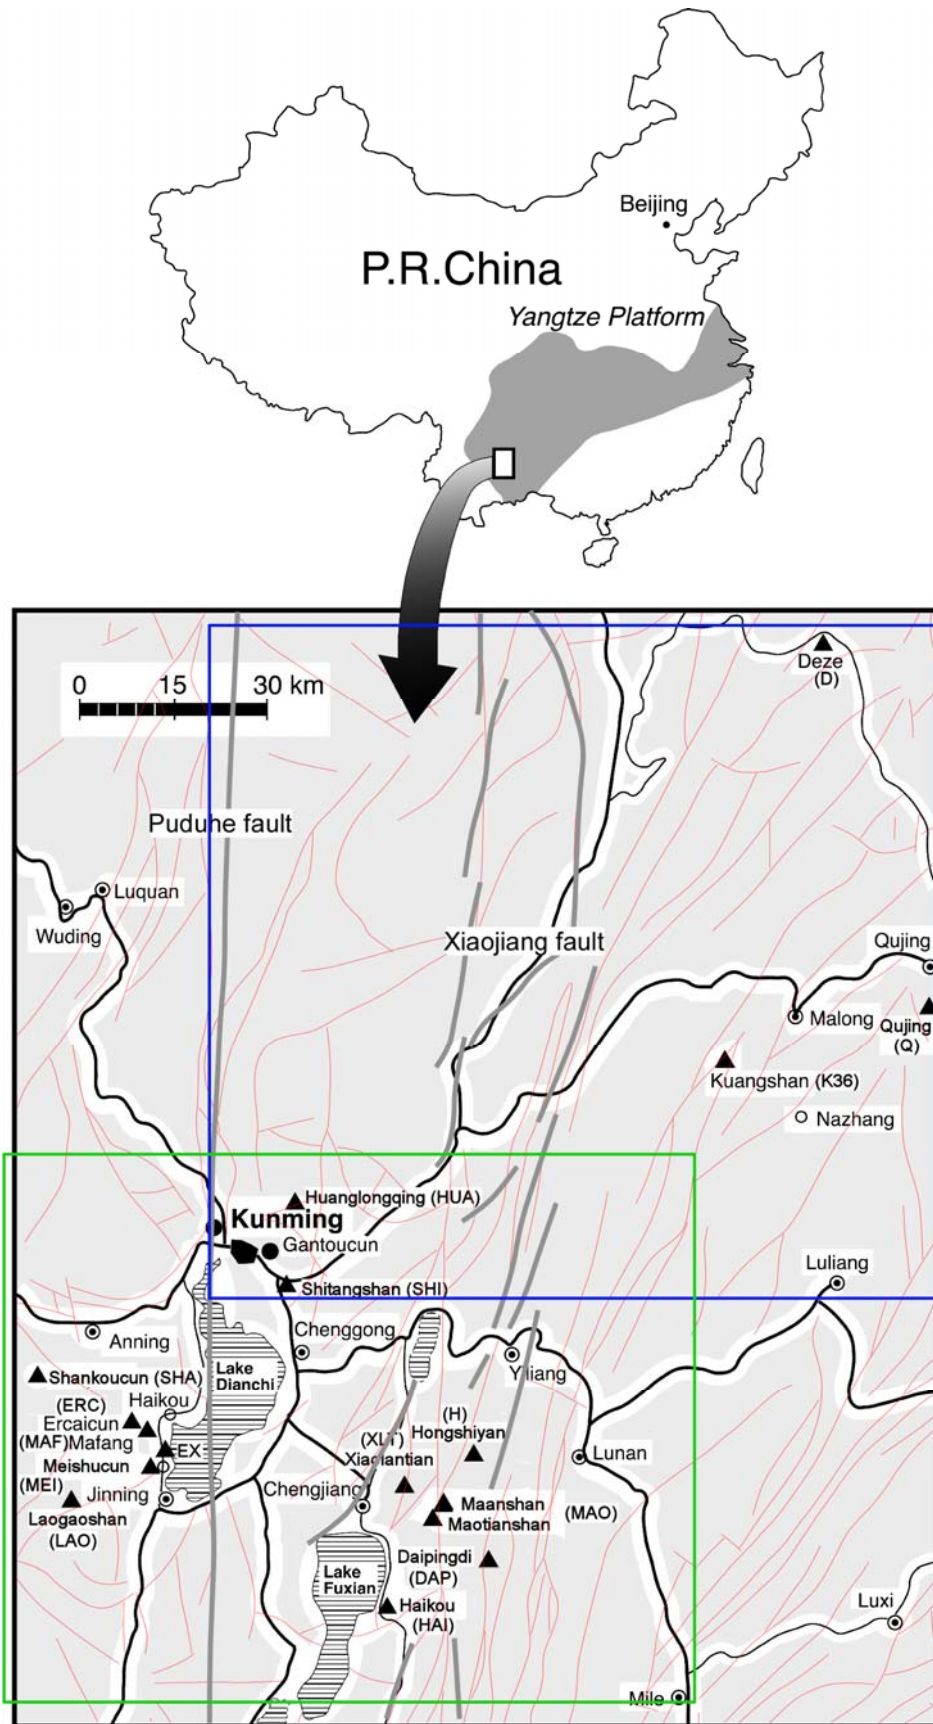 Beijing
P.R.China
Yangtze Platform
Deze
(D)
0 15 30 km
Puduhe fault
Luquan
Wuding
Xiaojiang fault
Qujing
Malong
Qujing
(Q)
Kuangshan (K36)
Nazhang
Huanglongqing (HUA)
Kunming
Gantoucun
Luliang
Shitangshan (SHI)
Anning
Chenggong
Yiliang
Lake
Dianchi
Shankoucun (SHA)
(ERC) Haikou
Ercaicun
(MAF) Mafang
EX
Meishucun
(MEI)
Jinning
Laogaoshan
(LAO)
(H)
Hongshiyan
(XLT)
Xiaolantian
Lunan
Chengjiang
Maanshan
Maotianshan
(MAO)
Daipingdi
(DAP)
Lake
Fuxian
Haikou
(HAI)
Luxi
Mile